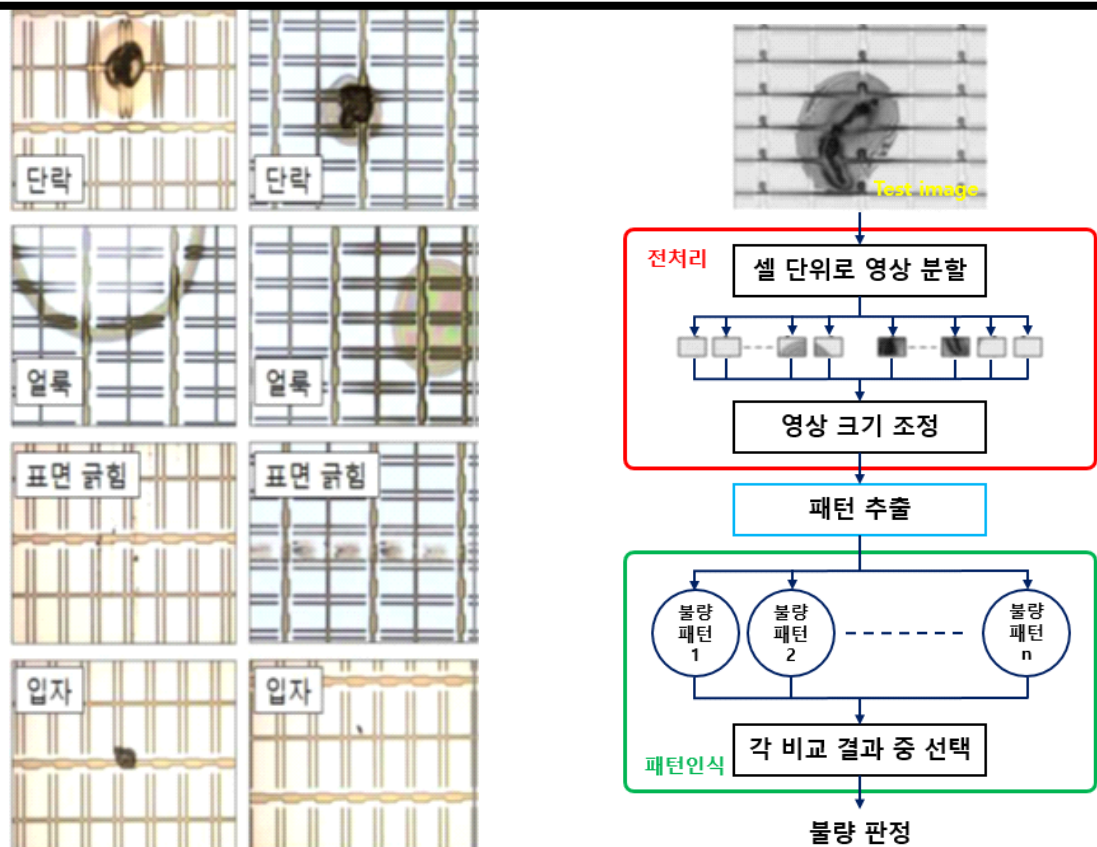 단락
단락
얼룩
얼룩
표면 긁힘
표면 긁힘
입자
입자
Test image
전처리
셀 단위로 영상 분할
영상 크기 조정
패턴 추출
불량
패턴
1
불량
패턴
2
불량
패턴
n
각 비교 결과 중 선택
패턴인식
불량 판정